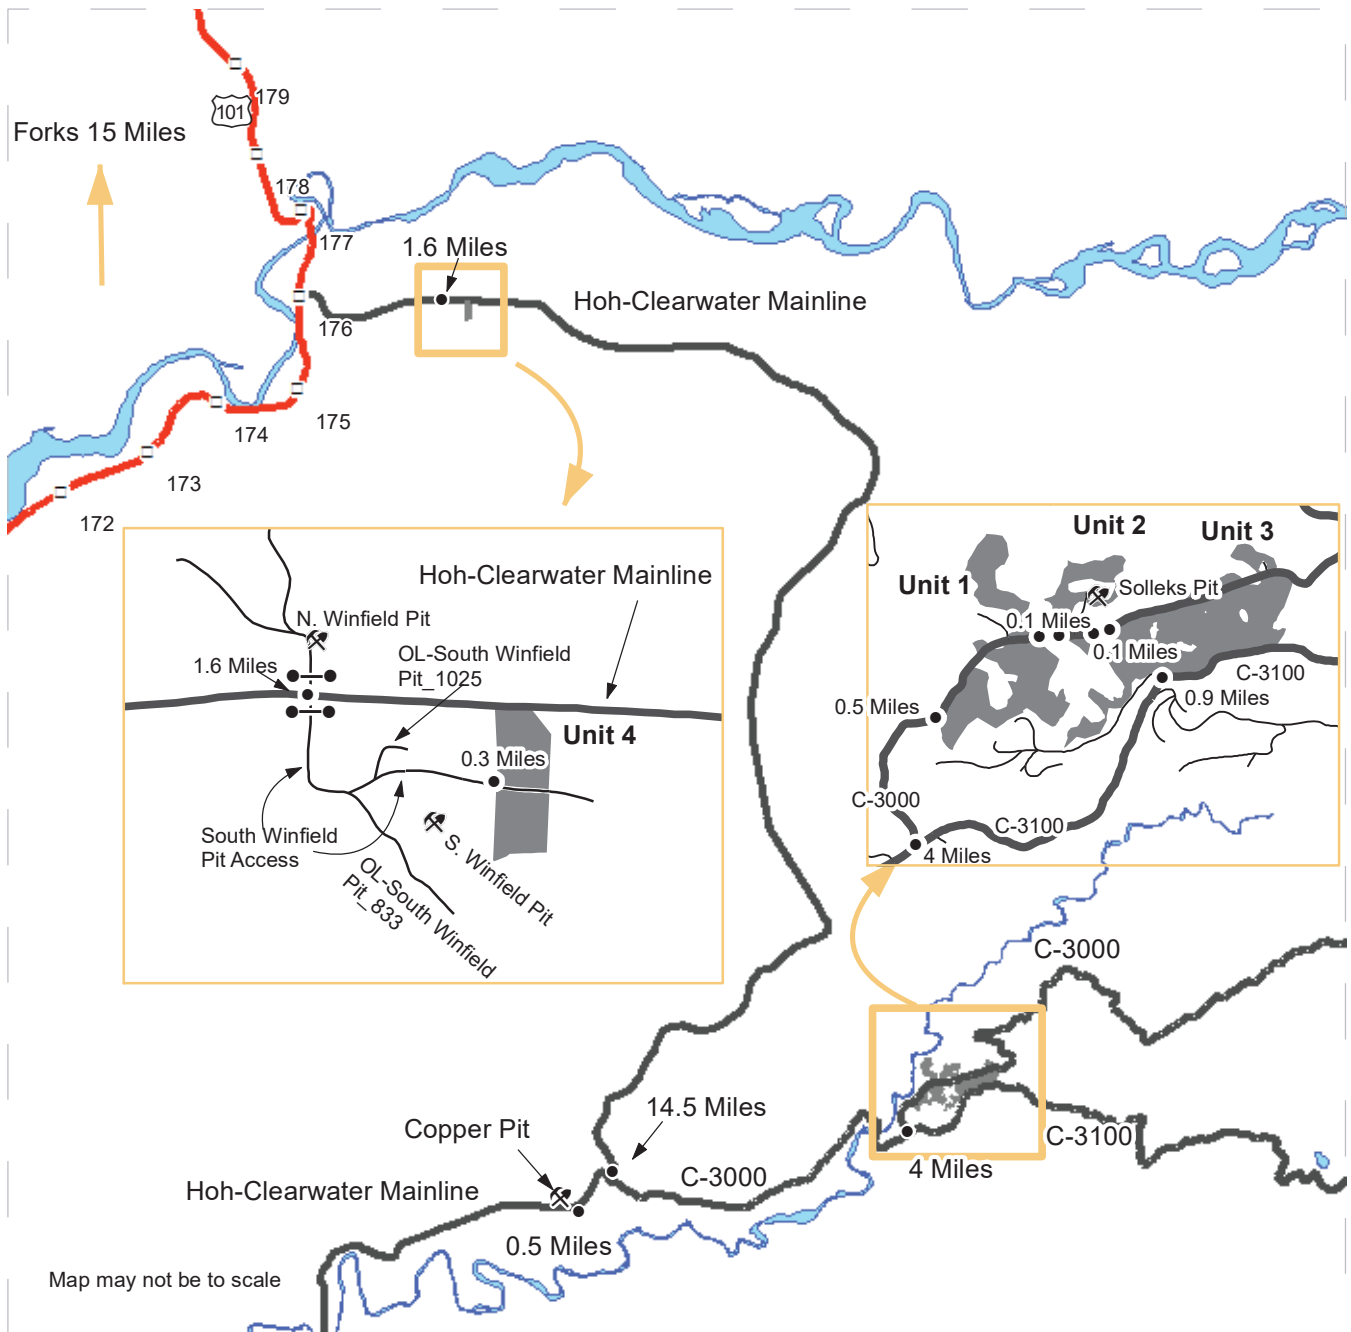 179
101
Forks 15 Miles
178
177
1.6 Miles
Hoh-Clearwater Mainline
176
175
174
173
172
Hoh-Clearwater Mainline
N. Winfield Pit
OL-South Winfield
Pit_1025
1.6 Miles
Unit 4
0.3 Miles
South Winfield
Pit Access
S. Winfield Pit
OL-South Winfield
Pit_833
Unit 2
Unit 3
Unit 1
Solleks Pit
0.1 Miles
0.1 Miles
C-3100
0.9 Miles
0.5 Miles
C-3000
C-3100
4 Miles
C-3000
14.5 Miles
Copper Pit
C-3100
4 Miles
C-3000
Hoh-Clearwater Mainline
0.5 Miles
Map may not be to scale